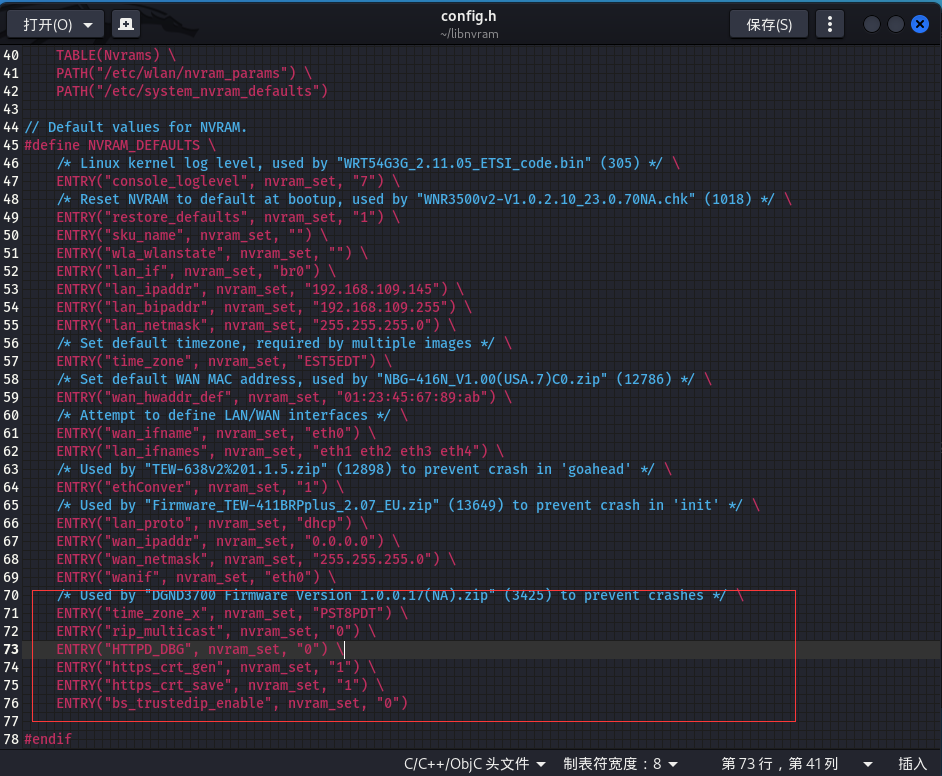 打开(O)
config.h
~/libnvram
保存(S)
40 TABLE(Nvrams) \
41 PATH("/etc/wlan/nvram_params") \
42 PATH("/etc/system_nvram_defaults")
43
44 // Default values for NVRAM.
45 #define NVRAM_DEFAULTS \
46 /* Linux kernel log level, used by "WRT54G3G_2.11.05_ETSI_code.bin" (305) */ \
47 ENTRY("console_loglevel", nvram_set, "7") \
48 /* Reset NVRAM to default at bootup, used by "WNR3500v2-V1.0.2.10_23.0.70NA.chk" (1018) */ \
49 ENTRY("restore_defaults", nvram_set, "1") \
50 ENTRY("sku_name", nvram_set, "") \
51 ENTRY("wla_wlanstate", nvram_set, "") \
52 ENTRY("lan_if", nvram_set, "br0") \
53 ENTRY("lan_ipaddr", nvram_set, "192.168.109.145") \
54 ENTRY("lan_bipaddr", nvram_set, "192.168.109.255") \
55 ENTRY("lan_netmask", nvram_set, "255.255.255.0") \
56 /* Set default timezone, required by multiple images */ \
57 ENTRY("time_zone", nvram_set, "EST5EDT") \
58 /* Set default WAN MAC address, used by "NBG-416N_V1.00(USA.7)C0.zip" (12786) */ \
59 ENTRY("wan_hwaddr_def", nvram_set, "01:23:45:67:89:ab") \
60 /* Attempt to define LAN/WAN interfaces */ \
61 ENTRY("wan_ifname", nvram_set, "eth0") \
62 ENTRY("lan_ifnames", nvram_set, "eth1 eth2 eth3 eth4") \
63 /* Used by "TEW-638v2%201.1.5.zip" (12898) to prevent crash in 'goahead' */ \
64 ENTRY("ethConver", nvram_set, "1") \
65 /* Used by "Firmware_TEW-411BRPplus_2.07_EU.zip" (13649) to prevent crash in 'init' */ \
66 ENTRY("lan_proto", nvram_set, "dhcp") \
67 ENTRY("wan_ipaddr", nvram_set, "0.0.0.0") \
68 ENTRY("wan_netmask", nvram_set, "255.255.255.0") \
69 ENTRY("wanif", nvram_set, "eth0") \
70 /* Used by "DGND3700 Firmware Version 1.0.0.17(NA).zip" (3425) to prevent crashes */ \
71 ENTRY("time_zone_x", nvram_set, "PST8PDT") \
72 ENTRY("rip_multicast", nvram_set, "0") \
73 ENTRY("HTTPD_DBG", nvram_set, "0") \
74 ENTRY("https_crt_gen", nvram_set, "1") \
75 ENTRY("https_crt_save", nvram_set, "1") \
76 ENTRY("bs_trustedip_enable", nvram_set, "0")
77
78 #endif
C/C++/ObjC 头文件 制表符宽度：8 第 73 行，第 41 列 插入